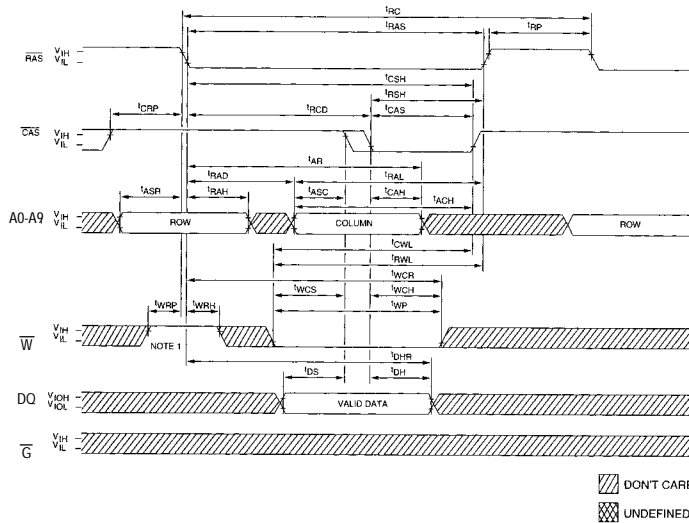 tRC
tRAS
tRP
RAS
VIH
VIL
tCSH
tRSH
tCRP
tRCD
tCAS
CAS
VIH
VIL
tAR
tRAD
tRAL
tASR
tRAH
tASC
tCAH
tACH
A0-A9
VIH
VIL
ROW
COLUMN
ROW
tCWL
tRWL
tWCR
tWCS
tWCH
tWRP
tWRH
tWP
W
VIH
VIL
NOTE 1
tDHR
tDS
tDH
DQ
VIOH
VIOL
VALID DATA
G
VIH
VIL
DON'T CARE
UNDEFINED